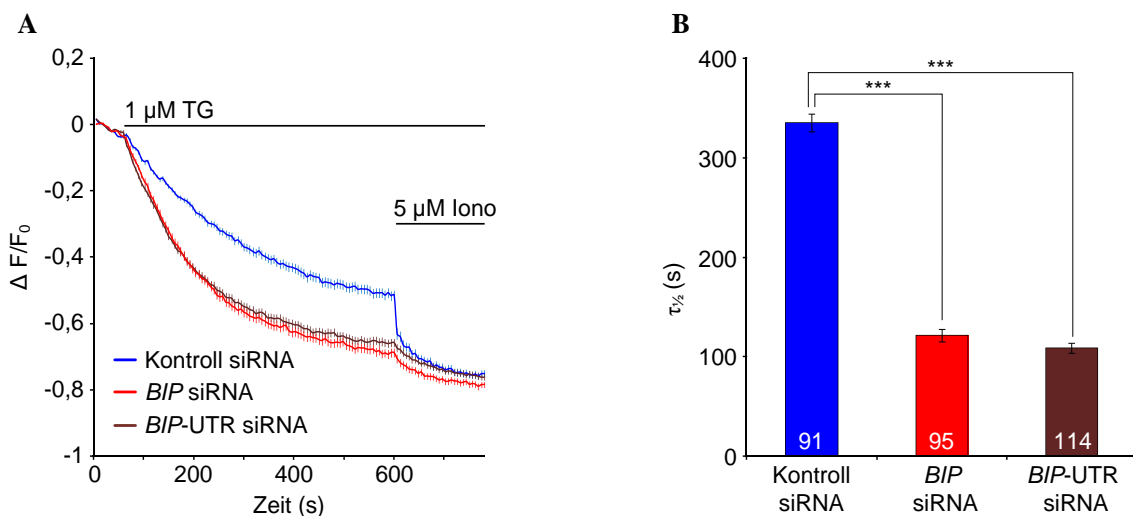 A
0,2
0
-0,2
-0,4
-0,6
-0,8
-1
Δ F/F0
1 µM TG
5 µM Iono
Kontroll siRNA
BIP siRNA
BIP-UTR siRNA
0 200 400 600
Zeit (s)
B
400
300
200
100
0
τ½ (s)
***
***
91 95 114
Kontroll siRNA
BIP siRNA
BIP-UTR siRNA